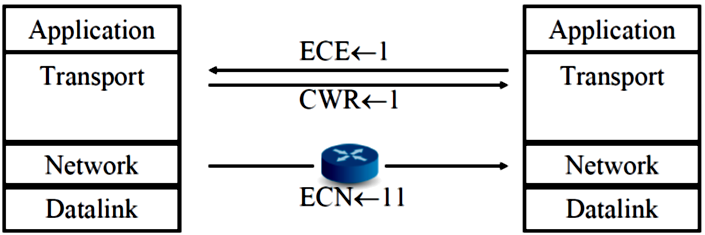 Application
Transport
Network
Datalink
ECE←1
CWR←1
ECN←11
Application
Transport
Network
Datalink